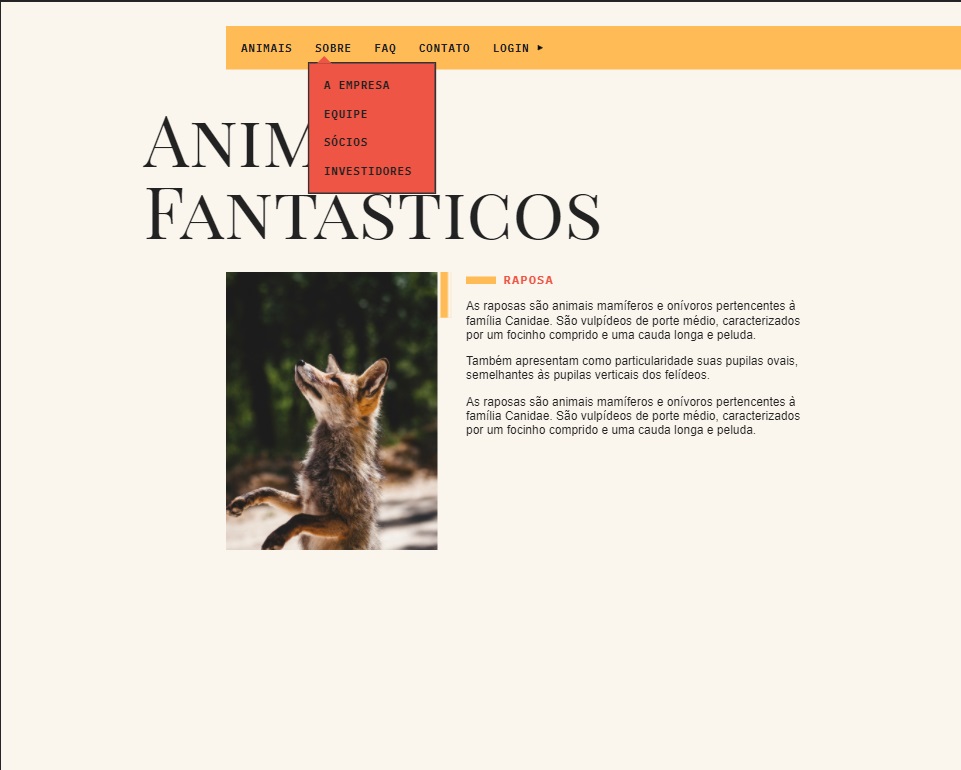 ANIMAIS SOBRE FAQ CONTATO LOGIN ▸
A EMPRESA
EQUIPE
SÓCIOS
INVESTIDORES
FANTASTICOS
RAPOSA
As raposas são animais mamíferos e onívoros pertencentes à
família Canidae. São vulpídeos de porte médio, caracterizados
por um focinho comprido e uma cauda longa e peluda.
Também apresentam como particularidade suas pupilas ovais,
semelhantes às pupilas verticais dos felídeos.
As raposas são animais mamíferos e onívoros pertencentes à
família Canidae. São vulpídeos de porte médio, caracterizados
por um focinho comprido e uma cauda longa e peluda.